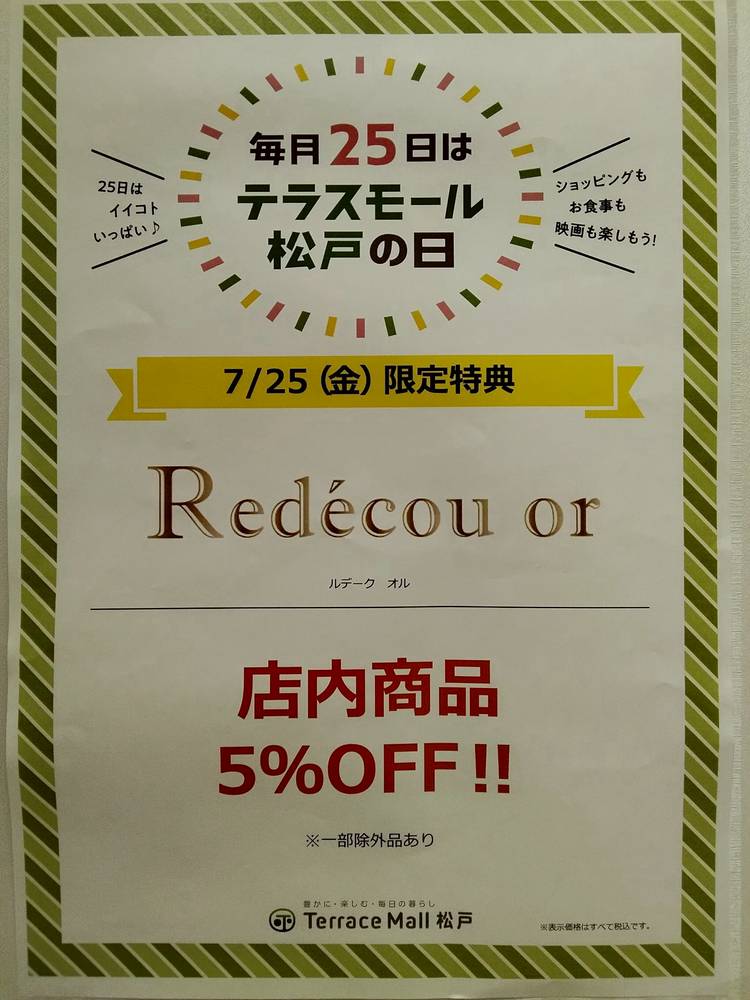 毎月25日は
テラスモール
松戸の日
25日は
イイコト
いっぱい♪
ショッピングも
お食事も
映画も楽しもう!
7/25（金）限定特典
Redécou or
ルデーク オル
店内商品
5%OFF!!
※一部除外品あり
豊かに・楽しむ・毎日の暮らし
Terrace Mall 松戸
※表示価格はすべて税込です。